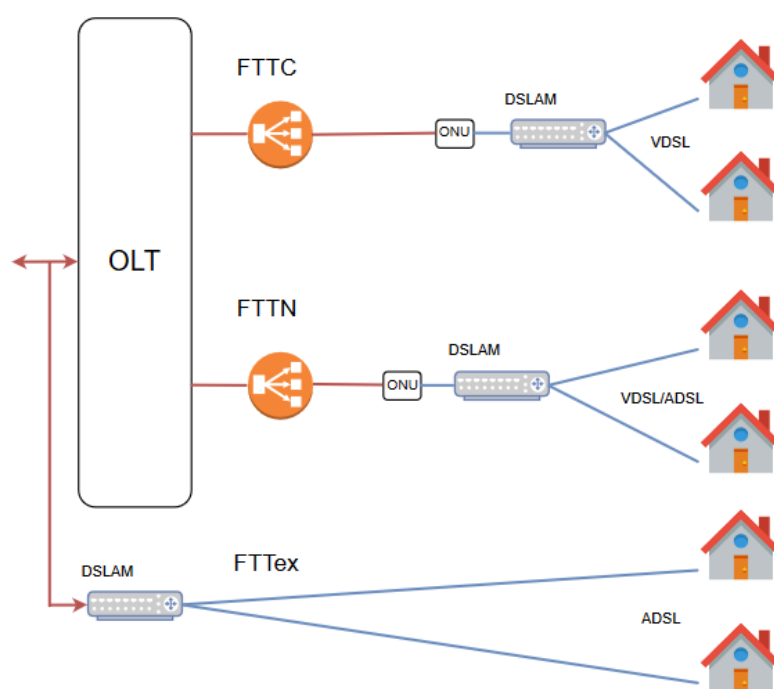 FTTC
DSLAM
ONU
VDSL
OLT
FTTN
DSLAM
ONU
VDSL/ADSL
FTTex
DSLAM
ADSL